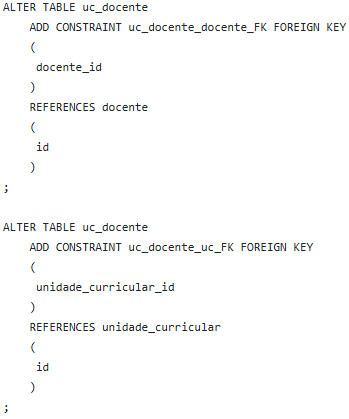 ALTER TABLE uc_docente
ADD CONSTRAINT uc_docente_docente_FK FOREIGN KEY
(
docente_id
)
REFERENCES docente
(
id
)
;
ALTER TABLE uc_docente
ADD CONSTRAINT uc_docente_uc_FK FOREIGN KEY
(
unidade_curricular_id
)
REFERENCES unidade_curricular
(
id
)
;